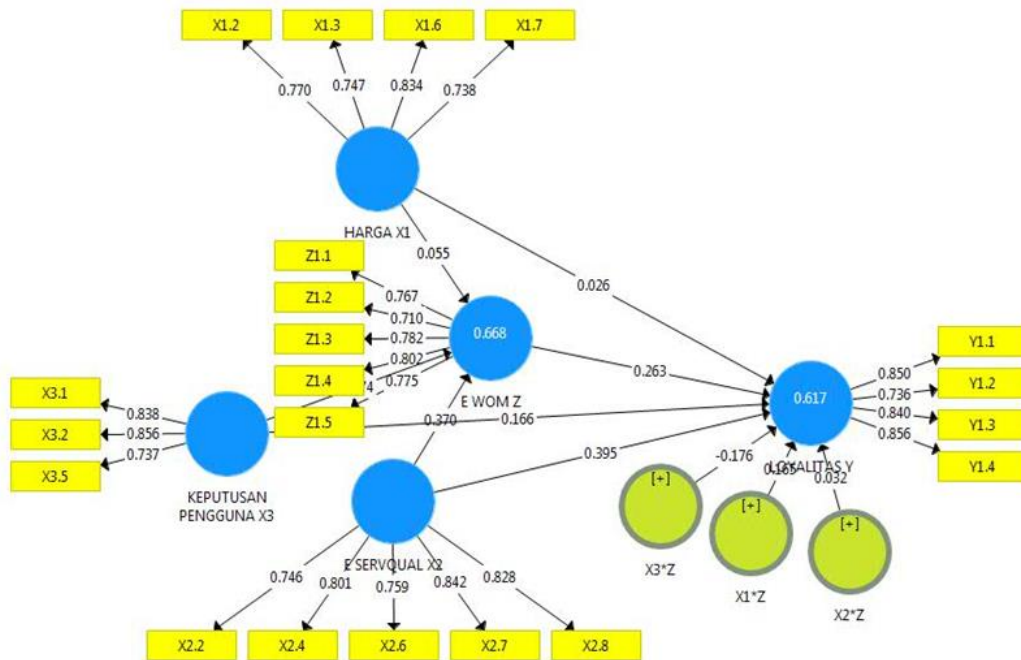 X1.2
X1.3
X1.6
X1.7
0.770
0.747
0.834
0.738
HARGA X1
0.055
0.026
Z1.1
Z1.2
Z1.3
Z1.4
Z1.5
0.767
0.710
0.782
0.802
0.775
0.668
E WOM Z
0.263
0.370
0.166
0.395
X3.1
X3.2
X3.5
0.838
0.856
0.737
KEPUTUSAN
PENGGUNA X3
E SERVQUAL X2
0.746
0.801
0.759
0.842
0.828
X2.2
X2.4
X2.6
X2.7
X2.8
0.617
LOYALITAS Y
0.850
0.736
0.840
0.856
Y1.1
Y1.2
Y1.3
Y1.4
-0.176
0.165
0.032
[+]
[+]
[+]
X3*Z
X1*Z
X2*Z